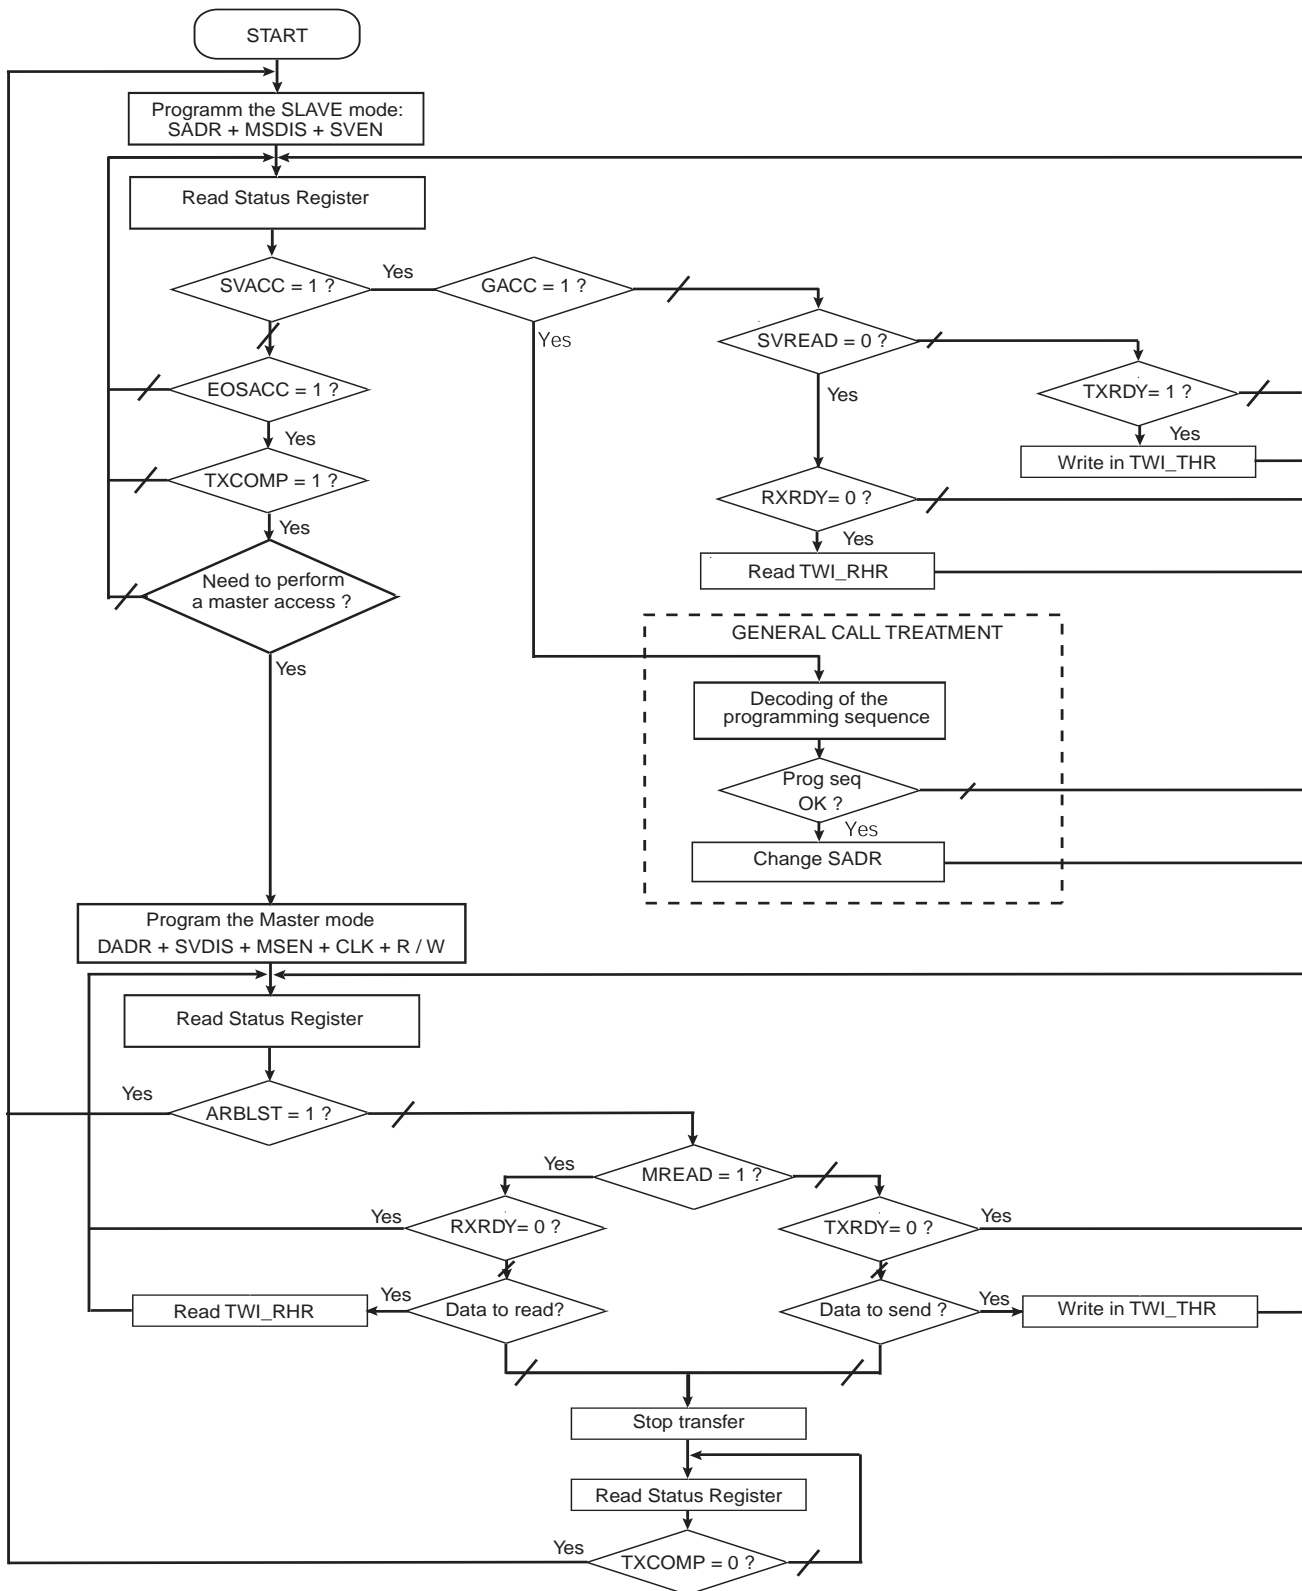 START
Programm the SLAVE mode:
SADR + MSDIS + SVEN
Read Status Register
SVACC = 1 ?
Yes
GACC = 1 ?
Yes
SVREAD = 0 ?
Yes
TXRDY= 1 ?
Yes
Write in TWI_THR
EOSACC = 1 ?
Yes
TXCOMP = 1 ?
Yes
RXRDY= 0 ?
Yes
Read TWI_RHR
Need to perform
a master access ?
Yes
GENERAL CALL TREATMENT
Decoding of the
programming sequence
Prog seq
OK ?
Yes
Change SADR
Program the Master mode
DADR + SVDIS + MSEN + CLK + R / W
Read Status Register
Yes
ARBLST = 1 ?
Yes
MREAD = 1 ?
Yes
RXRDY= 0 ?
TXRDY= 0 ?
Yes
Read TWI_RHR
Yes
Data to read?
Data to send ?
Yes
Write in TWI_THR
Stop transfer
Read Status Register
Yes
TXCOMP = 0 ?